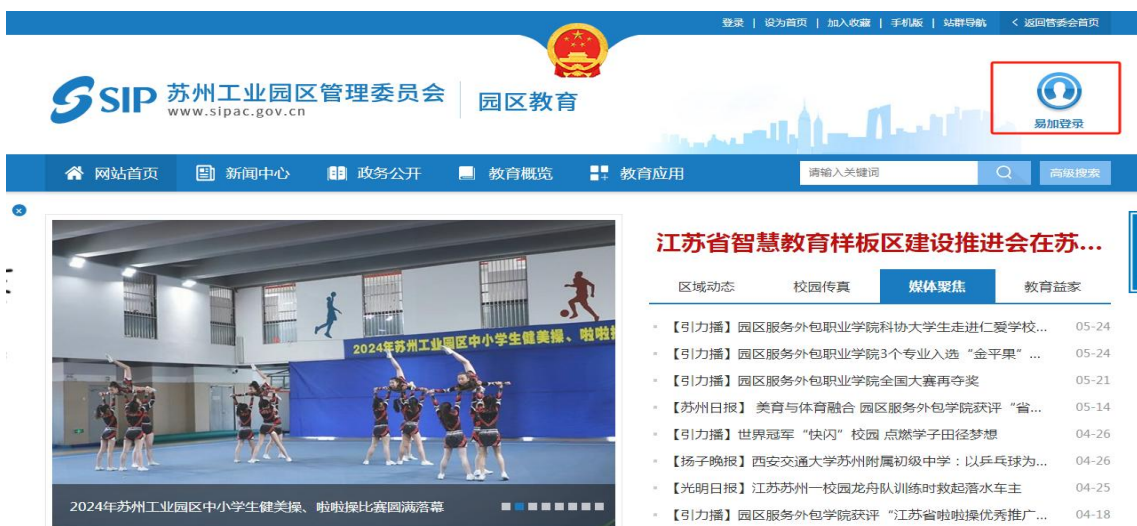 登录 | 设为首页 | 加入收藏 | 手机版 | 站群导航 < 返回管委会首页
SIP 苏州工业园区管理委员会 园区教育
www.sipac.gov.cn
易加登录
网站首页 新闻中心 政务公开 教育概览 教育应用 请输入关键词 高级搜索
江苏省智慧教育样板区建设推进会在苏...
区域动态 校园传真 媒体聚焦 教育益家
【引力播】园区服务外包职业学院科协大学生走进仁爱学校... 05-24
【引力播】园区服务外包职业学院3个专业入选“金平果”... 05-24
【引力播】园区服务外包职业学院全国大赛再夺奖 05-21
【苏州日报】 美育与体育融合 园区服务外包学院获评“省... 05-14
【引力播】世界冠军“快闪”校园 点燃学子田径梦想 04-26
【扬子晚报】西安交通大学苏州附属初级中学：以乒乓球为... 04-26
【光明日报】江苏苏州一校园龙舟队训练时救起落水车主 04-25
【引力播】园区服务外包学院获评“江苏省啦啦操优秀推广... 04-18
2024年苏州工业园区中小学生健美操、啦啦
2024年苏州工业园区中小学生健美操、啦啦操比赛圆满落幕